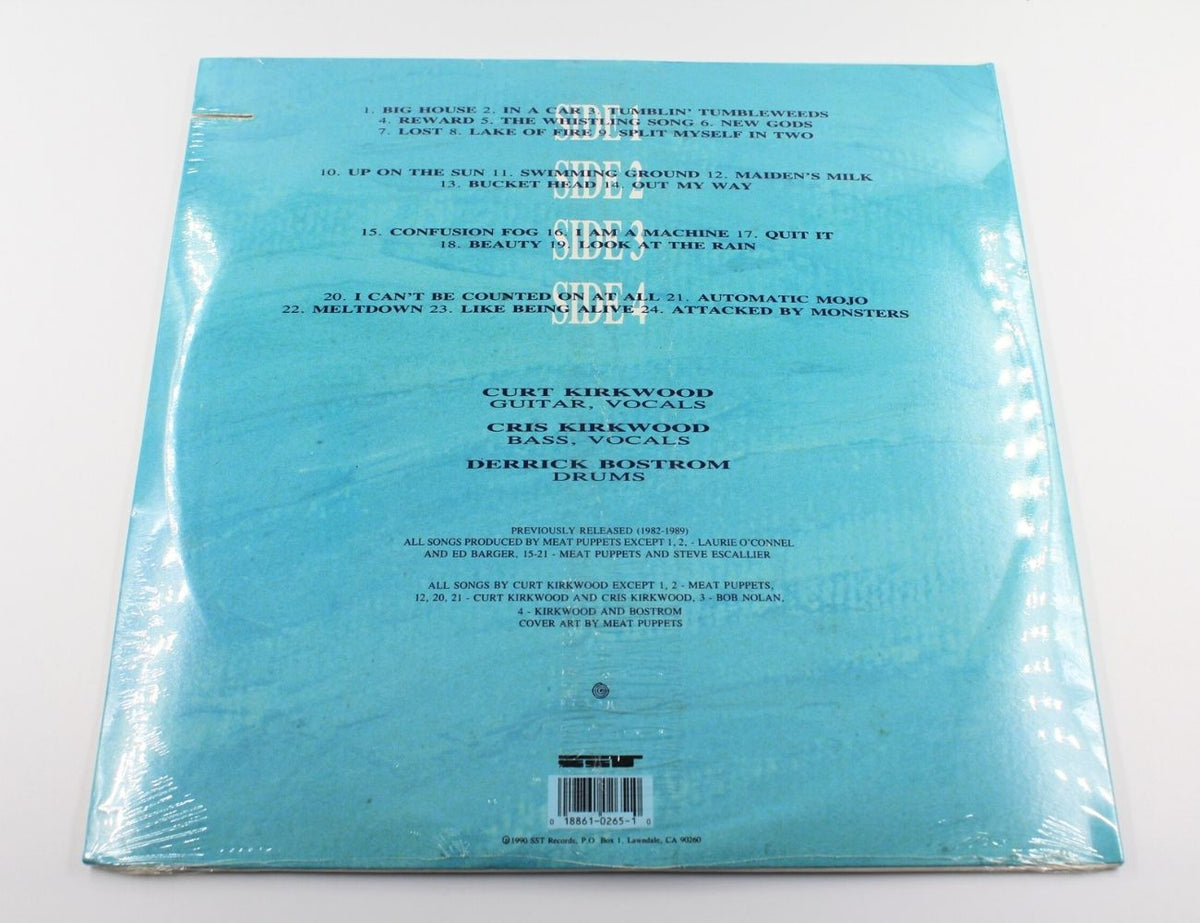 SIDE 1
1. BIG HOUSE 2. IN A CAR 3. TUMBLIN' TUMBLEWEEDS
4. REWARD 5. THE WHISTLING SONG 6. NEW GODS
7. LOST 8. LAKE OF FIRE 9. SPLIT MYSELF IN TWO
SIDE 2
10. UP ON THE SUN 11. SWIMMING GROUND 12. MAIDEN'S MILK
13. BUCKET HEAD 14. OUT MY WAY
SIDE 3
15. CONFUSION FOG 16. I AM A MACHINE 17. QUIT IT
18. BEAUTY 19. LOOK AT THE RAIN
SIDE 4
20. I CAN'T BE COUNTED ON AT ALL 21. AUTOMATIC MOJO
22. MELTDOWN 23. LIKE BEING ALIVE 24. ATTACKED BY MONSTERS
CURT KIRKWOOD
GUITAR, VOCALS
CRIS KIRKWOOD
BASS, VOCALS
DERRICK BOSTROM
DRUMS
PREVIOUSLY RELEASED (1982-1989)
ALL SONGS PRODUCED BY MEAT PUPPETS EXCEPT 1, 2, - LAURIE O'CONNEL
AND ED BARGER, 15-21 - MEAT PUPPETS AND STEVE ESCALLIER
ALL SONGS BY CURT KIRKWOOD EXCEPT 1, 2 - MEAT PUPPETS,
12, 20, 21 - CURT KIRKWOOD AND CRIS KIRKWOOD, 3 - BOB NOLAN,
4 - KIRKWOOD AND BOSTROM
COVER ART BY MEAT PUPPETS
SST
0 18861-0265-1 0
℗©1990 SST Records, P.O. Box 1, Lawndale, CA 90260